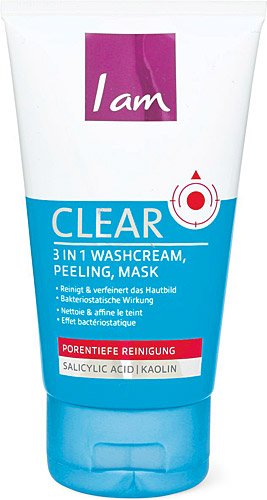 I am
CLEAR
3 IN 1 WASHCREAM,
PEELING, MASK
• Reinigt & verfeinert das Hautbild
• Bakteriostatische Wirkung
• Nettoie & affine le teint
• Effet bactériostatique
PORENTIEFE REINIGUNG
SALICYLIC ACID | KAOLIN